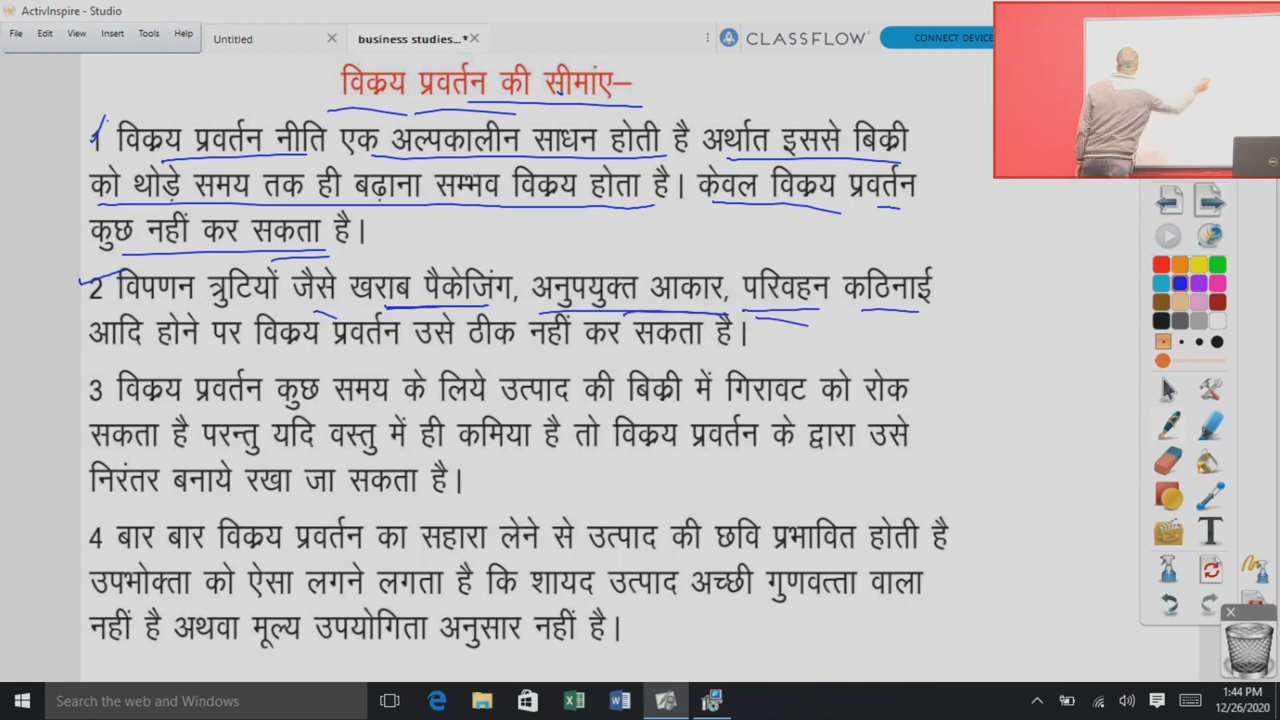 ActivInspire - Studio
File Edit View Insert Tools Help
Untitled
business studies...*
CLASSFLOW
CONNECT DEVICE
विक्रय प्रवर्तन की सीमांए–
1 विक्रय प्रवर्तन नीति एक अल्पकालीन साधन होती है अर्थात इससे बिक्री
को थोड़े समय तक ही बढ़ाना सम्भव विक्रय होता है। केवल विक्रय प्रवर्तन
कुछ नहीं कर सकता है।
2 विपणन त्रुटियों जैसे खराब पैकेजिंग, अनुपयुक्त आकार, परिवहन कठिनाई
आदि होने पर विक्रय प्रवर्तन उसे ठीक नहीं कर सकता है।
3 विक्रय प्रवर्तन कुछ समय के लिये उत्पाद की बिक्री में गिरावट को रोक
सकता है परन्तु यदि वस्तु में ही कमिया है तो विक्रय प्रवर्तन के द्वारा उसे
निरंतर बनाये रखा जा सकता है।
4 बार बार विक्रय प्रवर्तन का सहारा लेने से उत्पाद की छवि प्रभावित होती है
उपभोक्ता को ऐसा लगने लगता है कि शायद उत्पाद अच्छी गुणवत्ता वाला
नहीं है अथवा मूल्य उपयोगिता अनुसार नहीं है।
Search the web and Windows
1:44 PM
12/26/2020